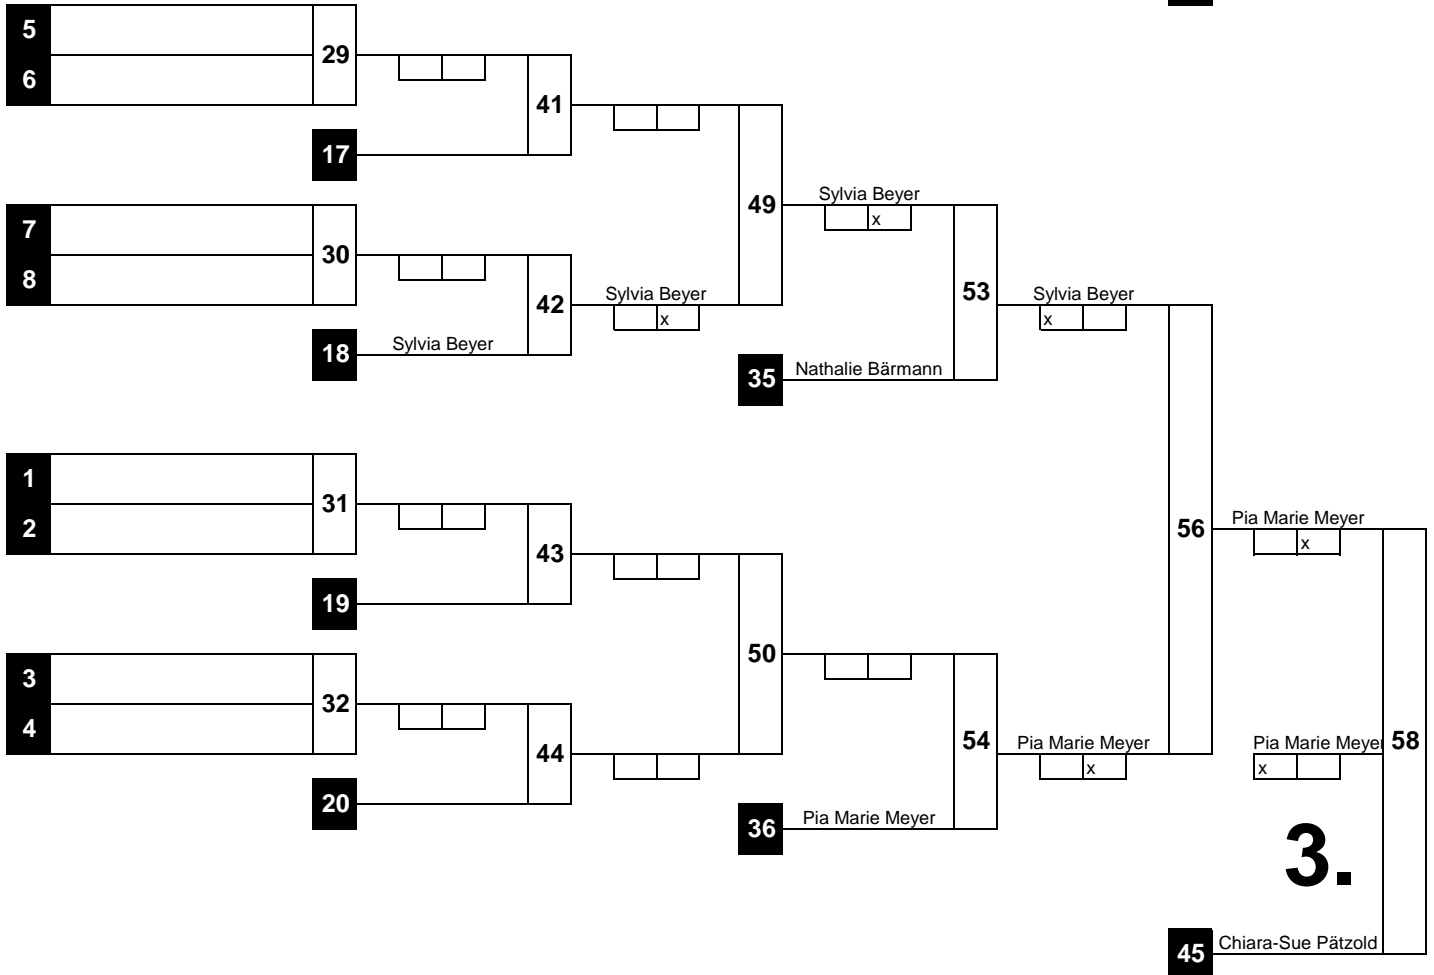 5
29
6
41
17
Sylvia Beyer
7
49
x
30
8
Sylvia Beyer
53
Sylvia Beyer
42
x
x
18
Sylvia Beyer
35
Nathalie Bärmann
1
31
2
56
Pia Marie Meyer
43
x
19
3
50
32
4
54
Pia Marie Meyer
Pia Marie Meyer
58
44
x
x
20
36
Pia Marie Meyer
3.
45
Chiara-Sue Pätzold